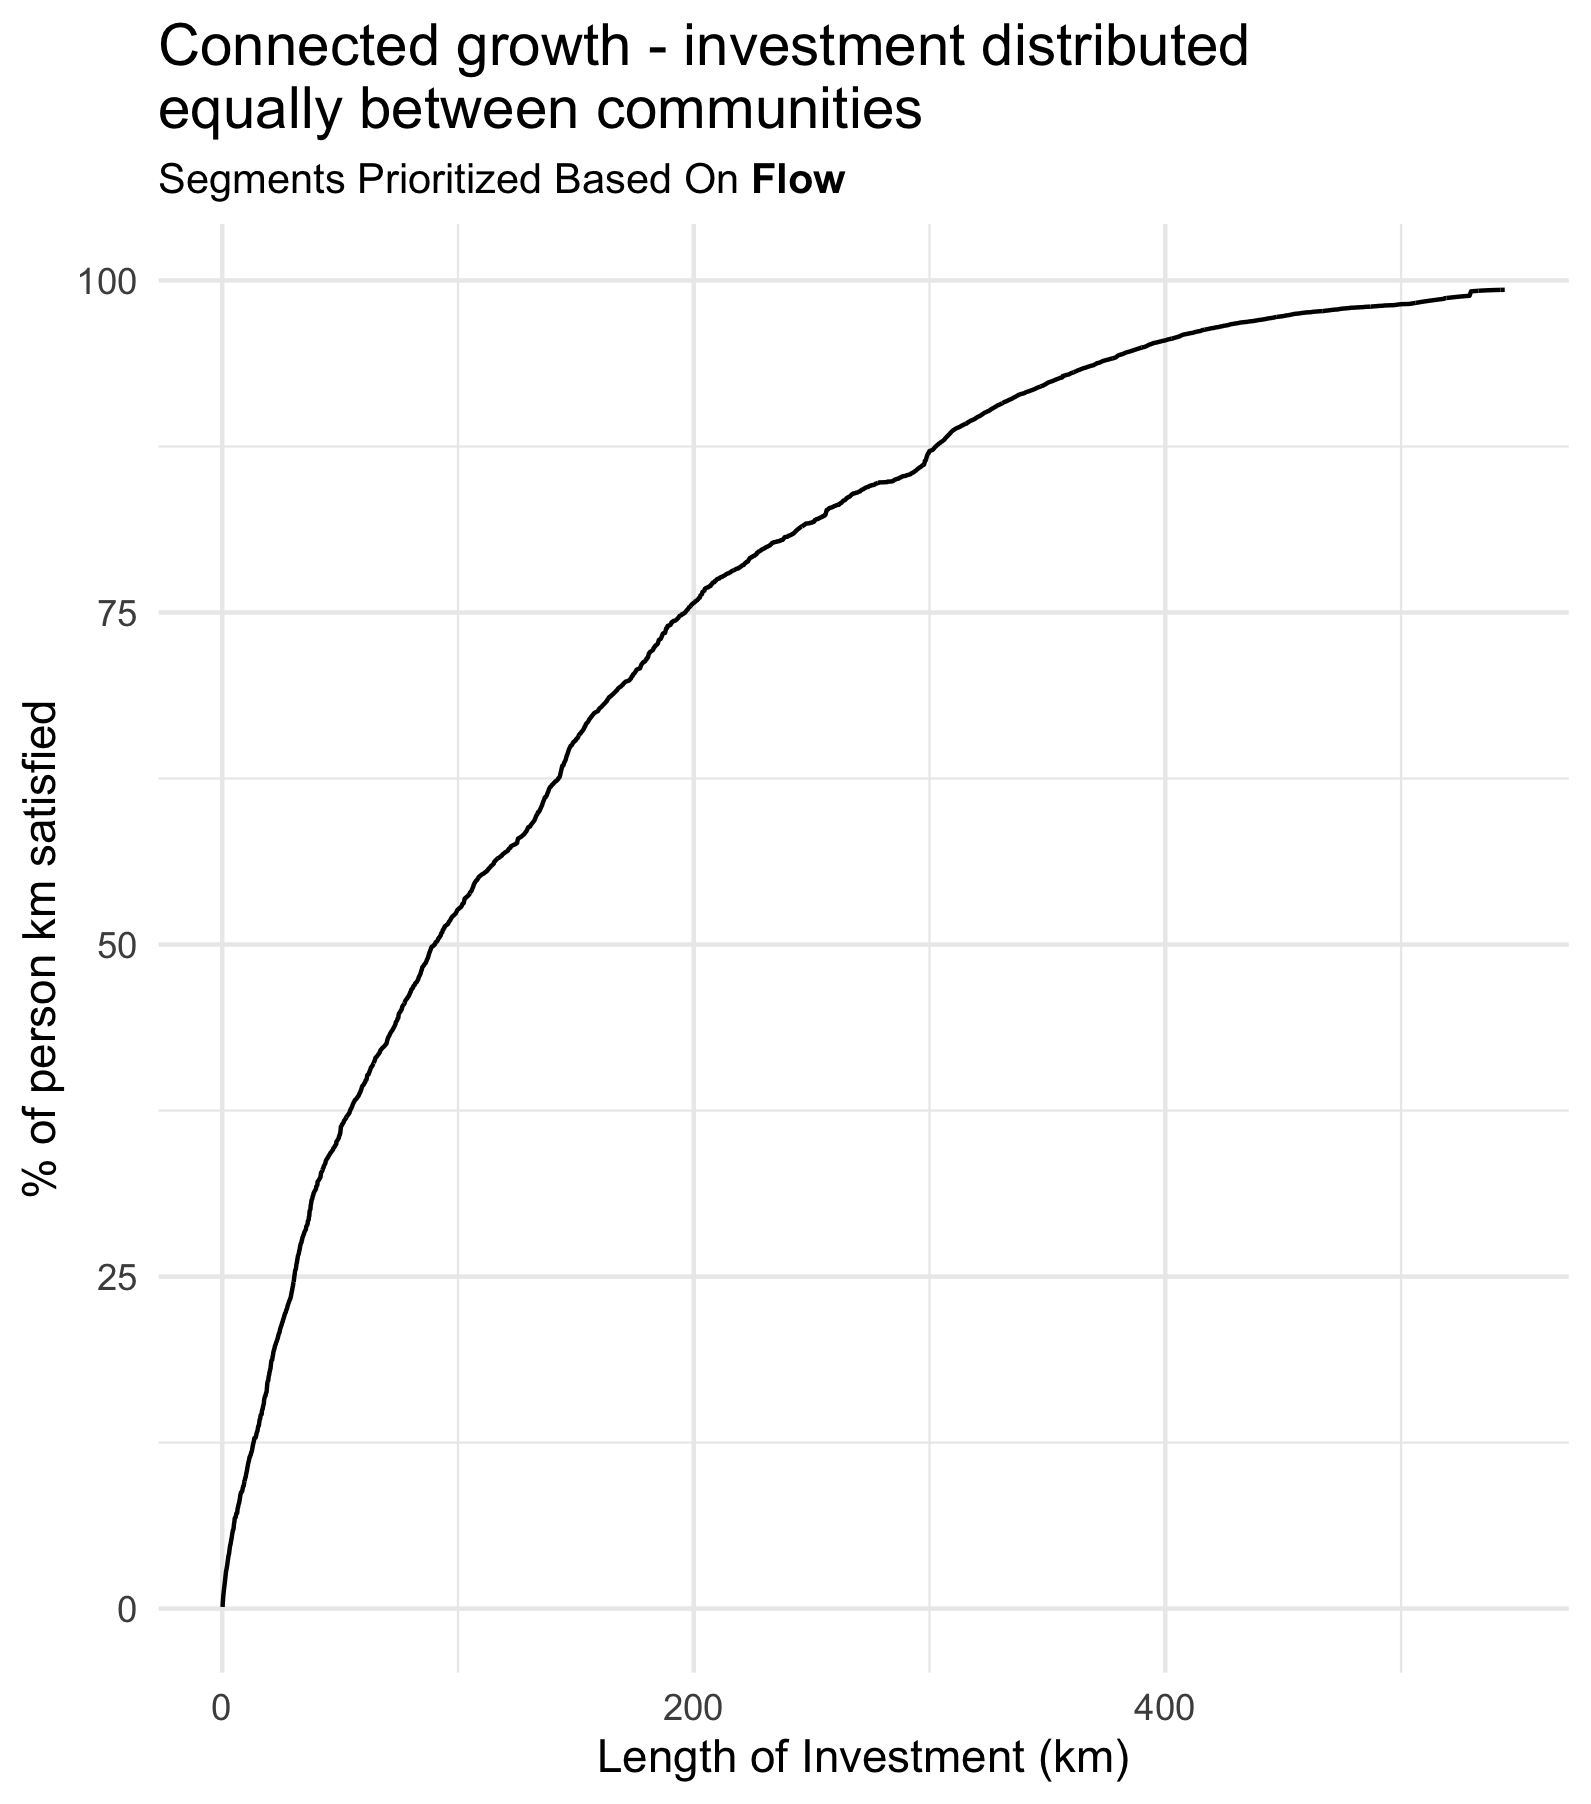 Connected growth - investment distributed
equally between communities
Segments Prioritized Based On Flow
% of person km satisfied
100
75
50
25
0
0
200
400
Length of Investment (km)